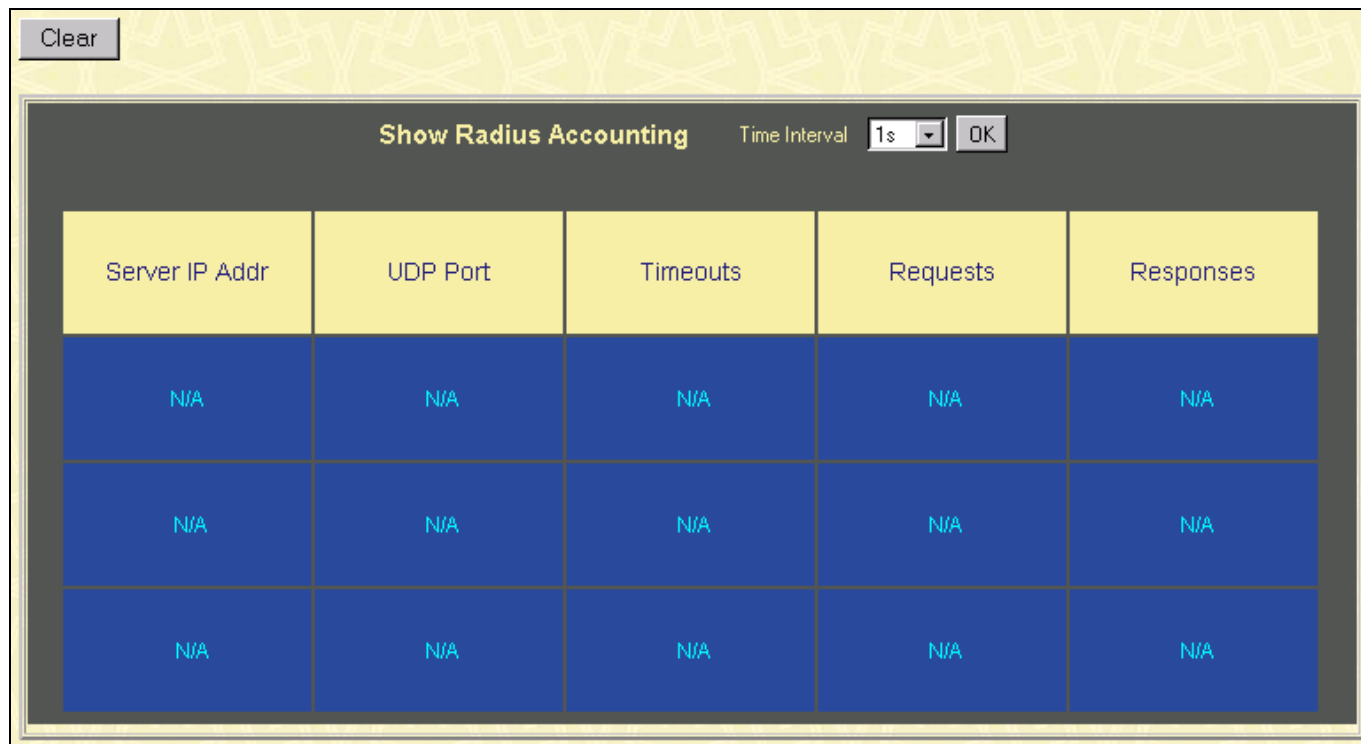 Clear
Show Radius Accounting Time Interval 1s OK
Server IP Addr UDP Port Timeouts Requests Responses
N/A N/A N/A N/A N/A
N/A N/A N/A N/A N/A
N/A N/A N/A N/A N/A